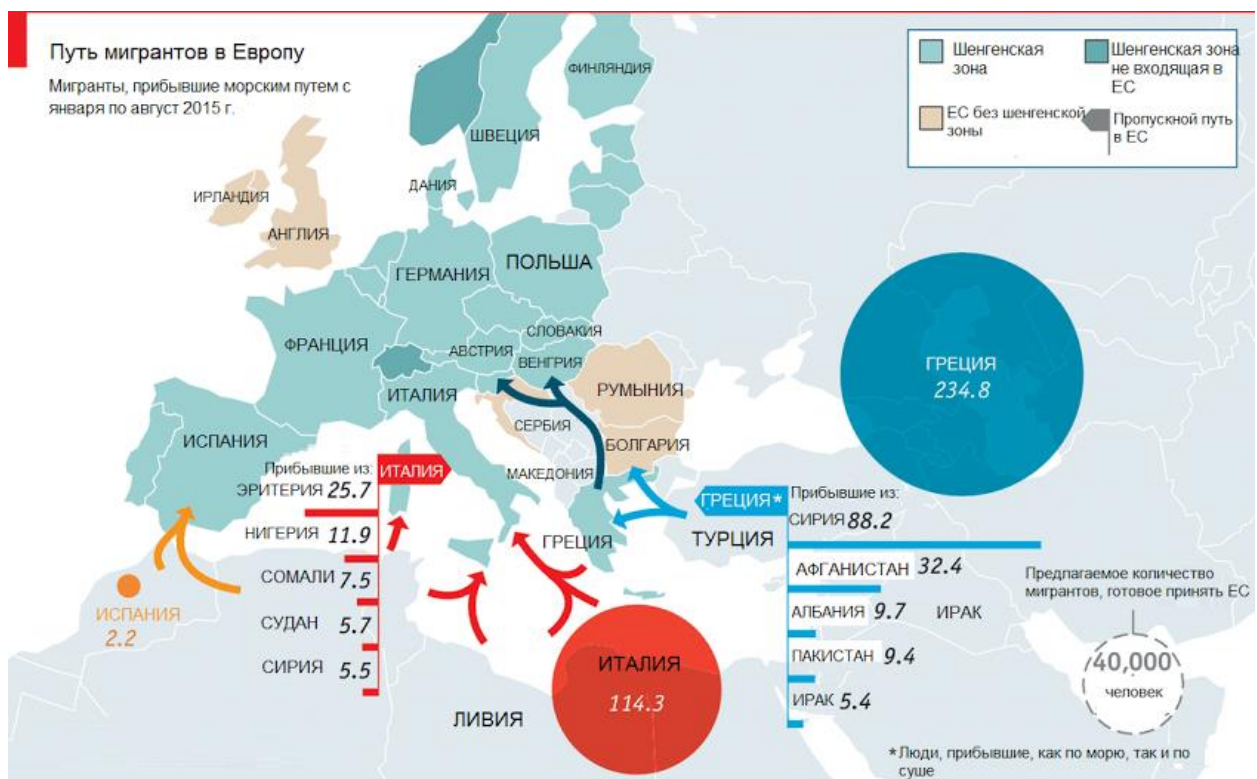 Путь мигрантов в Европу
Мигранты, прибывшие морским путем с
января по август 2015 г.
Шенгенская
зона
Шенгенская зона
не входящая в
ЕС
ЕС без шенгенской
зоны
Пропускной путь
в ЕС
ФИНЛЯНДИЯ
ШВЕЦИЯ
ДАНИЯ
ИРЛАНДИЯ
АНГЛИЯ
ГЕРМАНИЯ
ПОЛЬША
СЛОВАКИЯ
ФРАНЦИЯ
АВСТРИЯ
ВЕНГРИЯ
ИТАЛИЯ
РУМЫНИЯ
СЕРБИЯ
ИСПАНИЯ
БОЛГАРИЯ
МАКЕДОНИЯ
ГРЕЦИЯ
234.8
Прибывшие из:
ИТАЛИЯ
ЭРИТЕРИЯ 25.7
НИГЕРИЯ 11.9
СОМАЛИ 7.5
СУДАН 5.7
СИРИЯ 5.5
ИСПАНИЯ
2.2
ГРЕЦИЯ
ТУРЦИЯ
ЛИВИЯ
ИТАЛИЯ
114.3
ГРЕЦИЯ*
Прибывшие из:
СИРИЯ 88.2
АФГАНИСТАН 32.4
АЛБАНИЯ 9.7
ИРАК
ПАКИСТАН 9.4
ИРАК 5.4
Предлагаемое количество
мигрантов, готовое принять ЕС
40,000
человек
*Люди, прибывшие, как по морю, так и по
суше